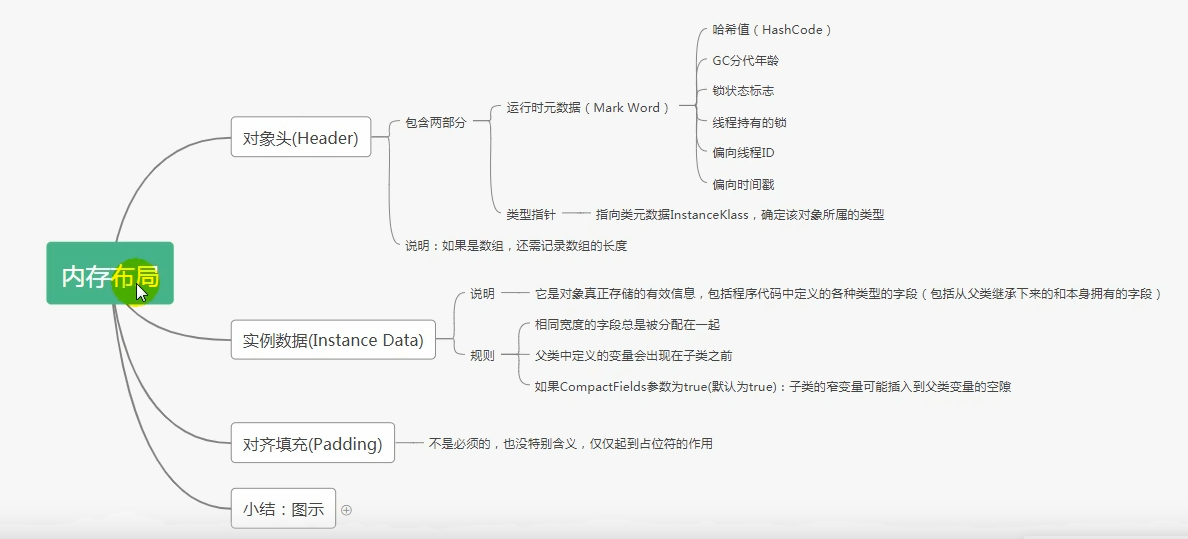 内存布局
对象头(Header)
包含两部分
运行时元数据（Mark Word）
哈希值（HashCode）
GC分代年龄
锁状态标志
线程持有的锁
偏向线程ID
偏向时间戳
类型指针
指向类元数据InstanceKlass，确定该对象所属的类型
说明：如果是数组，还需记录数组的长度
实例数据(Instance Data)
说明
它是对象真正存储的有效信息，包括程序代码中定义的各种类型的字段（包括从父类继承下来的和本身拥有的字段）
规则
相同宽度的字段总是被分配在一起
父类中定义的变量会出现在子类之前
如果CompactFields参数为true(默认为true)：子类的窄变量可能插入到父类变量的空隙
对齐填充(Padding)
不是必须的，也没特别含义，仅仅起到占位符的作用
小结：图示